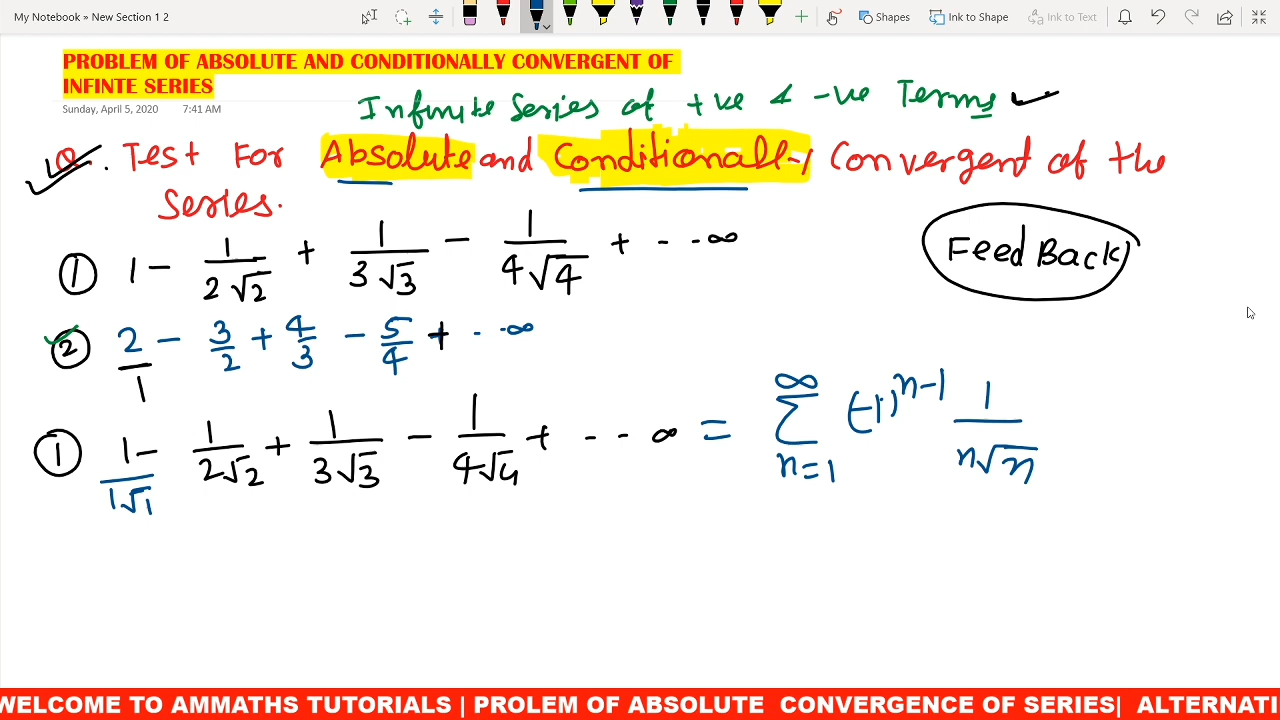 My Notebook » New Section 1 2
Shapes
Ink to Shape
Ink to Text
PROBLEM OF ABSOLUTE AND CONDITIONALLY CONVERGENT OF
INFINTE SERIES
Sunday, April 5, 2020 7:41 AM
Infinite Series of +ve & -ve Terms
Q. Test For Absolute and Conditionally Convergent of the
Series.
① 1 - 1/(2√2) + 1/(3√3) - 1/(4√4) + - - ∞
Feed Back
② 2/1 - 3/2 + 4/3 - 5/4 + - - ∞
① 1/(1√1) - 1/(2√2) + 1/(3√3) - 1/(4√4) + - - ∞ = ∑_{n=1}^{∞} (-1)^{n-1} 1/(n√n)
WELCOME TO AMMATHS TUTORIALS | PROLEM OF ABSOLUTE CONVERGENCE OF SERIES| ALTERNATI